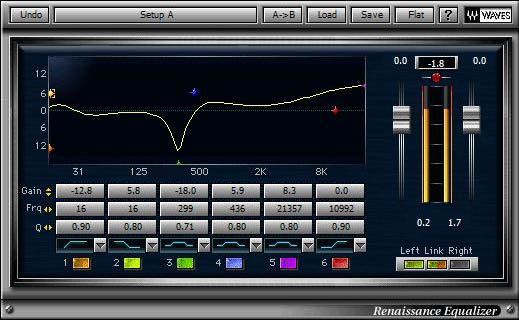 Undo Setup A A->B Load Save Flat ? WAVES
0.0 -1.8 0.0
12
6
0
6
12
31 125 500 2K 8K
Gain -12.8 5.8 -18.0 5.9 8.3 0.0
Frq 16 16 299 436 21357 10992
Q 0.90 0.80 0.71 0.80 0.80 0.90
0.2 1.7
Left Link Right
1 2 3 4 5 6
Renaissance Equalizer